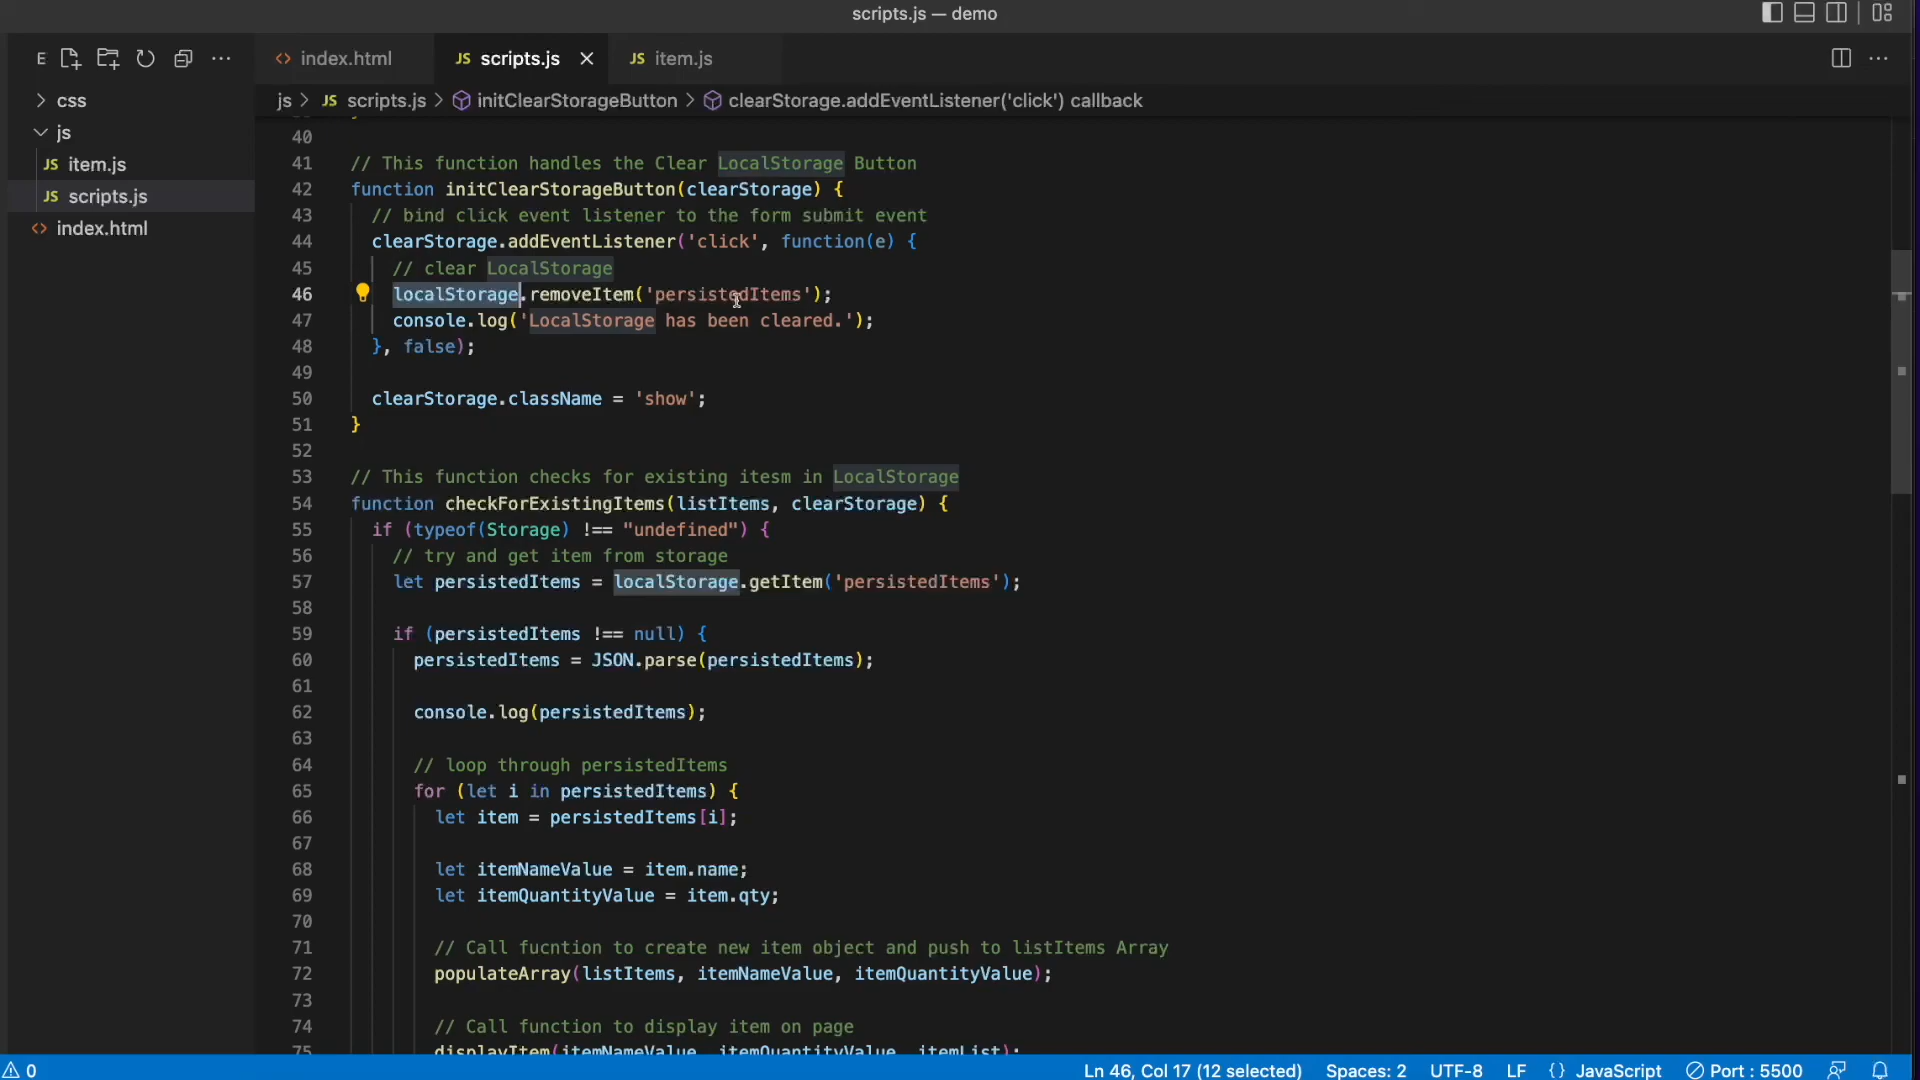 scripts.js — demo
E
index.html
scripts.js
item.js
css
js
item.js
scripts.js
index.html
js > JS scripts.js > initClearStorageButton > clearStorage.addEventListener('click') callback
40
41 // This function handles the Clear LocalStorage Button
42 function initClearStorageButton(clearStorage) {
43 // bind click event listener to the form submit event
44 clearStorage.addEventListener('click', function(e) {
45 // clear LocalStorage
46 localStorage.removeItem('persistedItems');
47 console.log('LocalStorage has been cleared.');
48 }, false);
49
50 clearStorage.className = 'show';
51 }
52
53 // This function checks for existing itesm in LocalStorage
54 function checkForExistingItems(listItems, clearStorage) {
55 if (typeof(Storage) !== "undefined") {
56 // try and get item from storage
57 let persistedItems = localStorage.getItem('persistedItems');
58
59 if (persistedItems !== null) {
60 persistedItems = JSON.parse(persistedItems);
61
62 console.log(persistedItems);
63
64 // loop through persistedItems
65 for (let i in persistedItems) {
66 let item = persistedItems[i];
67
68 let itemNameValue = item.name;
69 let itemQuantityValue = item.qty;
70
71 // Call fucntion to create new item object and push to listItems Array
72 populateArray(listItems, itemNameValue, itemQuantityValue);
73
74 // Call function to display item on page
75 displayItem(itemNameValue, itemQuantityValue, itemList);
0 Ln 46, Col 17 (12 selected) Spaces: 2 UTF-8 LF {} JavaScript Port : 5500